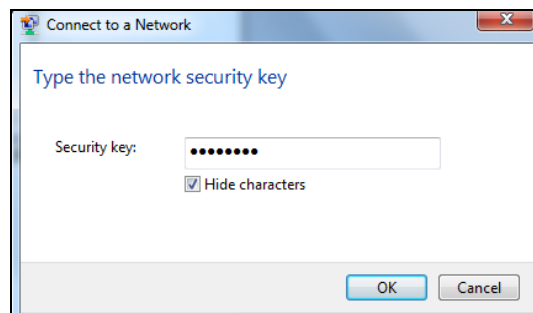 Connect to a Network
Type the network security key
Security key: ••••••••
Hide characters
OK Cancel